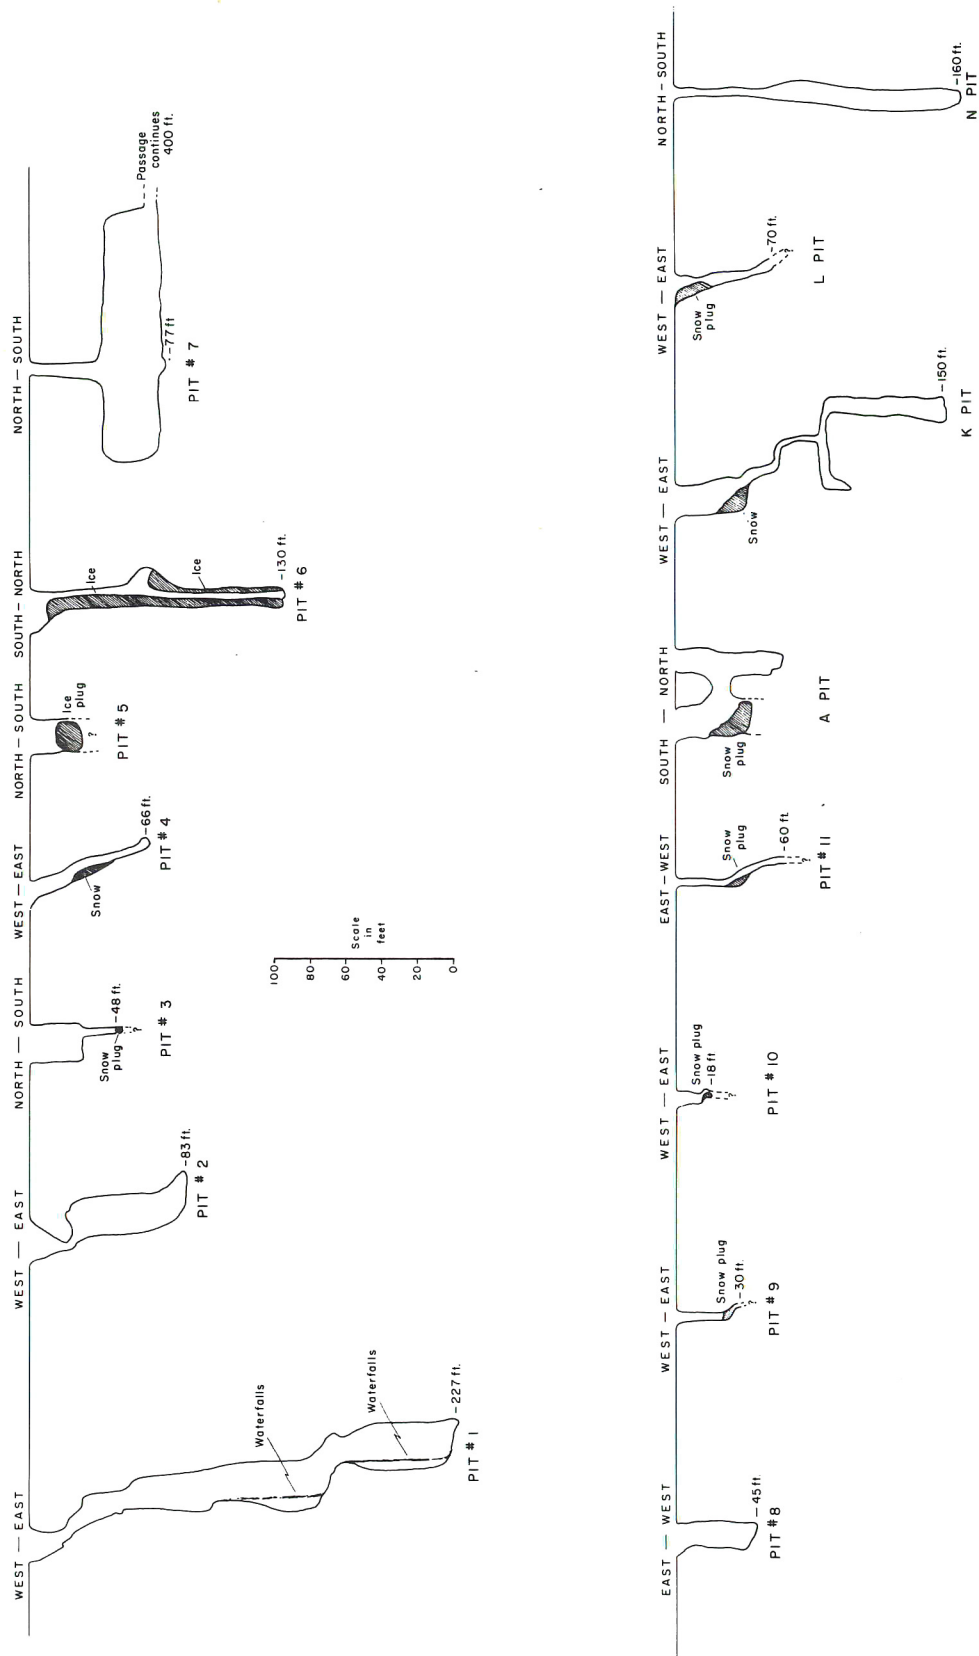 WEST — EAST
Waterfalls
Waterfalls
-227 ft.
PIT # 1
WEST — EAST
-83 ft.
PIT # 2
NORTH — SOUTH
Snow
plug
-48 ft.
?
PIT # 3
WEST — EAST
Snow
-66 ft.
PIT # 4
NORTH — SOUTH
Ice
plug
?
PIT # 5
SOUTH — NORTH
Ice
Ice
-130 ft.
PIT # 6
NORTH — SOUTH
-77 ft
PIT # 7
Passage
continues
400 ft.
100
80
60
40
20
0
Scale
in
feet
EAST — WEST
-45 ft.
PIT # 8
WEST — EAST
Snow plug
-30 ft.
?
PIT # 9
WEST — EAST
Snow plug
-18 ft
?
PIT # 10
EAST — WEST
Snow
plug
-60 ft.
?
PIT # 11
SOUTH — NORTH
Snow
plug
A PIT
WEST — EAST
Snow
-150 ft.
K PIT
WEST — EAST
Snow
plug
-70 ft.
?
L PIT
NORTH — SOUTH
-160 ft.
N PIT